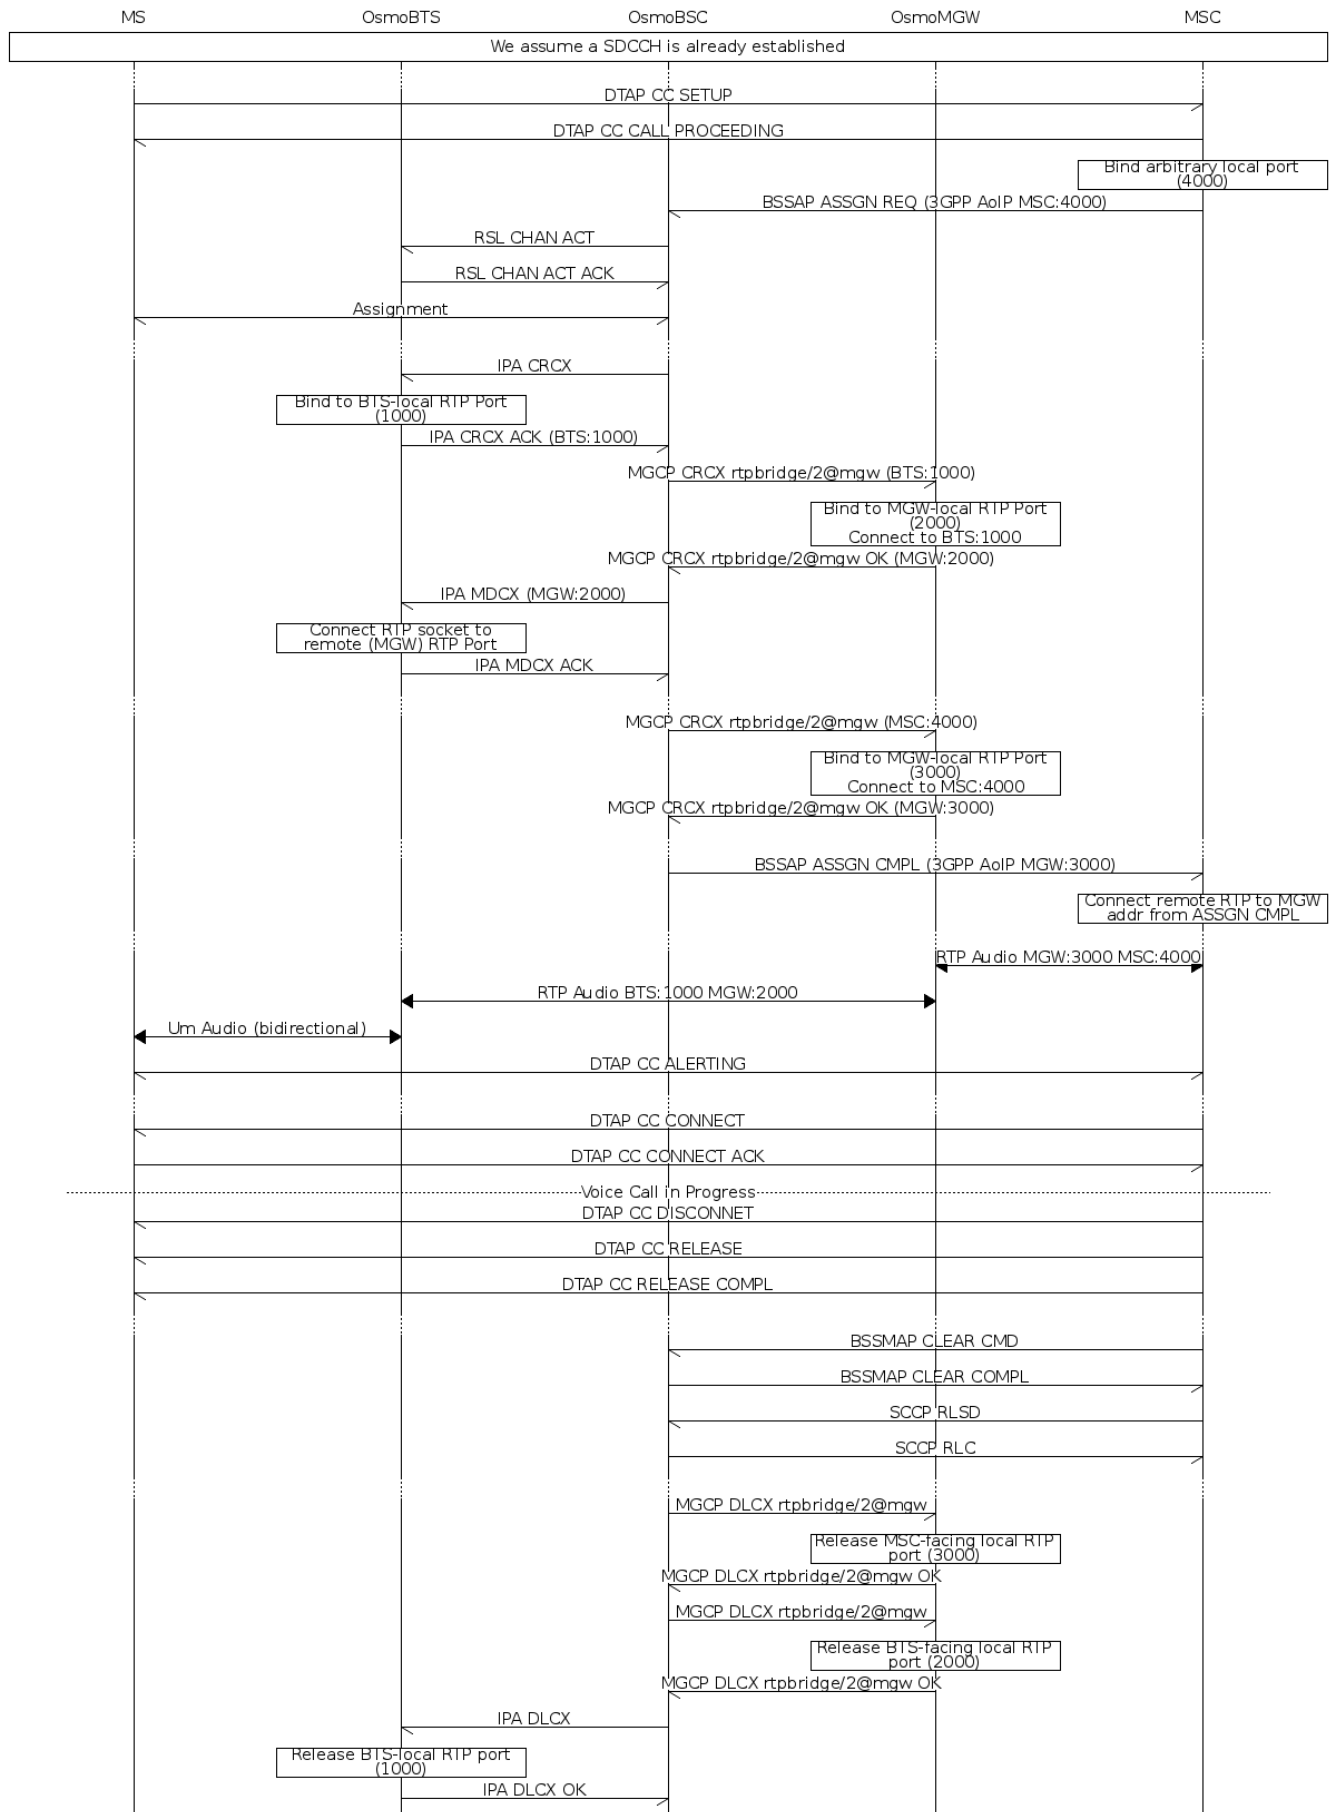 MS OsmoBTS OsmoBSC OsmoMGW MSC
We assume a SDCCH is already established
DTAP CC SETUP
DTAP CC CALL PROCEEDING
Bind arbitrary local port
(4000)
BSSAP ASSGN REQ (3GPP AoIP MSC:4000)
RSL CHAN ACT
RSL CHAN ACT ACK
Assignment
IPA CRCX
Bind to BTS-local RTP Port
(1000)
IPA CRCX ACK (BTS:1000)
MGCP CRCX rtpbridge/2@mgw (BTS:1000)
Bind to MGW-local RTP Port
(2000)
Connect to BTS:1000
MGCP CRCX rtpbridge/2@mgw OK (MGW:2000)
IPA MDCX (MGW:2000)
Connect RTP socket to
remote (MGW) RTP Port
IPA MDCX ACK
MGCP CRCX rtpbridge/2@mgw (MSC:4000)
Bind to MGW-local RTP Port
(3000)
Connect to MSC:4000
MGCP CRCX rtpbridge/2@mgw OK (MGW:3000)
BSSAP ASSGN CMPL (3GPP AoIP MGW:3000)
Connect remote RTP to MGW
addr from ASSGN CMPL
RTP Audio MGW:3000 MSC:4000
RTP Audio BTS:1000 MGW:2000
Um Audio (bidirectional)
DTAP CC ALERTING
DTAP CC CONNECT
DTAP CC CONNECT ACK
Voice Call in Progress
DTAP CC DISCONNET
DTAP CC RELEASE
DTAP CC RELEASE COMPL
BSSMAP CLEAR CMD
BSSMAP CLEAR COMPL
SCCP RLSD
SCCP RLC
MGCP DLCX rtpbridge/2@mgw
Release MSC-facing local RTP
port (3000)
MGCP DLCX rtpbridge/2@mgw OK
MGCP DLCX rtpbridge/2@mgw
Release BTS-facing local RTP
port (2000)
MGCP DLCX rtpbridge/2@mgw OK
IPA DLCX
Release BTS-local RTP port
(1000)
IPA DLCX OK